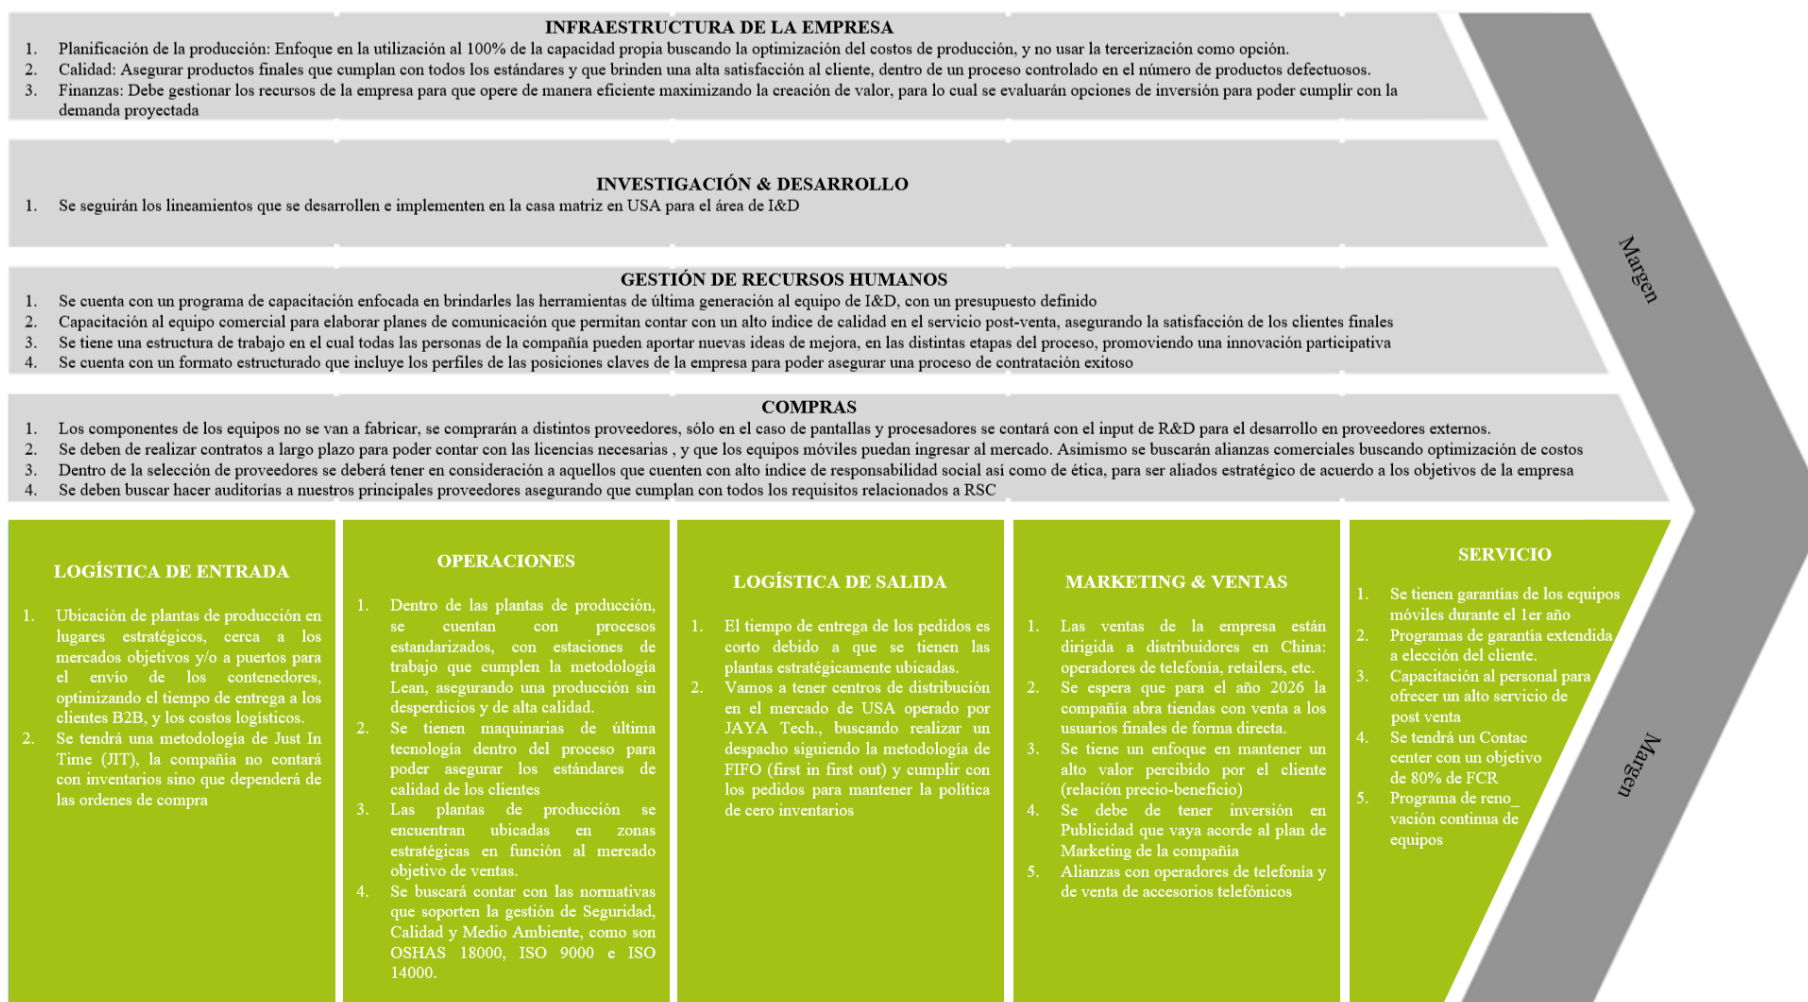 INFRAESTRUCTURA DE LA EMPRESA
1. Planificación de la producción: Enfoque en la utilización al 100% de la capacidad propia buscando la optimización del costos de producción, y no usar la tercerización como opción.
2. Calidad: Asegurar productos finales que cumplan con todos los estándares y que brinden una alta satisfacción al cliente, dentro de un proceso controlado en el número de productos defectuosos.
3. Finanzas: Debe gestionar los recursos de la empresa para que opere de manera eficiente maximizando la creación de valor, para lo cual se evaluarán opciones de inversión para poder cumplir con la
demanda proyectada
INVESTIGACIÓN & DESARROLLO
1. Se seguirán los lineamientos que se desarrollen e implementen en la casa matriz en USA para el área de I&D
GESTIÓN DE RECURSOS HUMANOS
1. Se cuenta con un programa de capacitación enfocada en brindarles las herramientas de última generación al equipo de I&D, con un presupuesto definido
2. Capacitación al equipo comercial para elaborar planes de comunicación que permitan contar con un alto índice de calidad en el servicio post-venta, asegurando la satisfacción de los clientes finales
3. Se tiene una estructura de trabajo en el cual todas las personas de la compañía pueden aportar nuevas ideas de mejora, en las distintas etapas del proceso, promoviendo una innovación participativa
4. Se cuenta con un formato estructurado que incluye los perfiles de las posiciones claves de la empresa para poder asegurar una proceso de contratación exitoso
COMPRAS
1. Los componentes de los equipos no se van a fabricar, se comprarán a distintos proveedores, sólo en el caso de pantallas y procesadores se contará con el input de R&D para el desarrollo en proveedores externos.
2. Se deben de realizar contratos a largo plazo para poder contar con las licencias necesarias , y que los equipos móviles puedan ingresar al mercado. Asimismo se buscarán alianzas comerciales buscando optimización de costos
3. Dentro de la selección de proveedores se deberá tener en consideración a aquellos que cuenten con alto índice de responsabilidad social así como de ética, para ser aliados estratégico de acuerdo a los objetivos de la empresa
4. Se deben buscar hacer auditorías a nuestros principales proveedores asegurando que cumplan con todos los requisitos relacionados a RSC
Margen
LOGÍSTICA DE ENTRADA
1. Ubicación de plantas de producción en
lugares estratégicos, cerca a los
mercados objetivos y/o a puertos para
el envío de los contenedores,
optimizando el tiempo de entrega a los
clientes B2B, y los costos logísticos.
2. Se tendrá una metodología de Just In
Time (JIT), la compañía no contará
con inventarios sino que dependerá de
las ordenes de compra
OPERACIONES
1. Dentro de las plantas de producción,
se cuentan con procesos
estandarizados, con estaciones de
trabajo que cumplen la metodología
Lean, asegurando una producción sin
desperdicios y de alta calidad.
2. Se tienen maquinarias de última
tecnología dentro del proceso para
poder asegurar los estándares de
calidad de los clientes
3. Las plantas de producción se
encuentran ubicadas en zonas
estratégicas en función al mercado
objetivo de ventas.
4. Se buscará contar con las normativas
que soporten la gestión de Seguridad,
Calidad y Medio Ambiente, como son
OSHAS 18000, ISO 9000 e ISO
14000.
LOGÍSTICA DE SALIDA
1. El tiempo de entrega de los pedidos es
corto debido a que se tienen las
plantas estratégicamente ubicadas.
2. Vamos a tener centros de distribución
en el mercado de USA operado por
JAYA Tech., buscando realizar un
despacho siguiendo la metodología de
FIFO (first in first out) y cumplir con
los pedidos para mantener la política
de cero inventarios
MARKETING & VENTAS
1. Las ventas de la empresa están
dirigida a distribuidores en China:
operadores de telefonía, retailers, etc.
2. Se espera que para el año 2026 la
compañía abra tiendas con venta a los
usuarios finales de forma directa.
3. Se tiene un enfoque en mantener un
alto valor percibido por el cliente
(relación precio-beneficio)
4. Se debe de tener inversión en
Publicidad que vaya acorde al plan de
Marketing de la compañía
5. Alianzas con operadores de telefonía y
de venta de accesorios telefónicos
SERVICIO
1. Se tienen garantías de los equipos
móviles durante el 1er año
2. Programas de garantía extendida
a elección del cliente.
3. Capacitación al personal para
ofrecer un alto servicio de
post venta
4. Se tendrá un Contac
center con un objetivo
de 80% de FCR
5. Programa de reno_
vación continua de
equipos
Margen